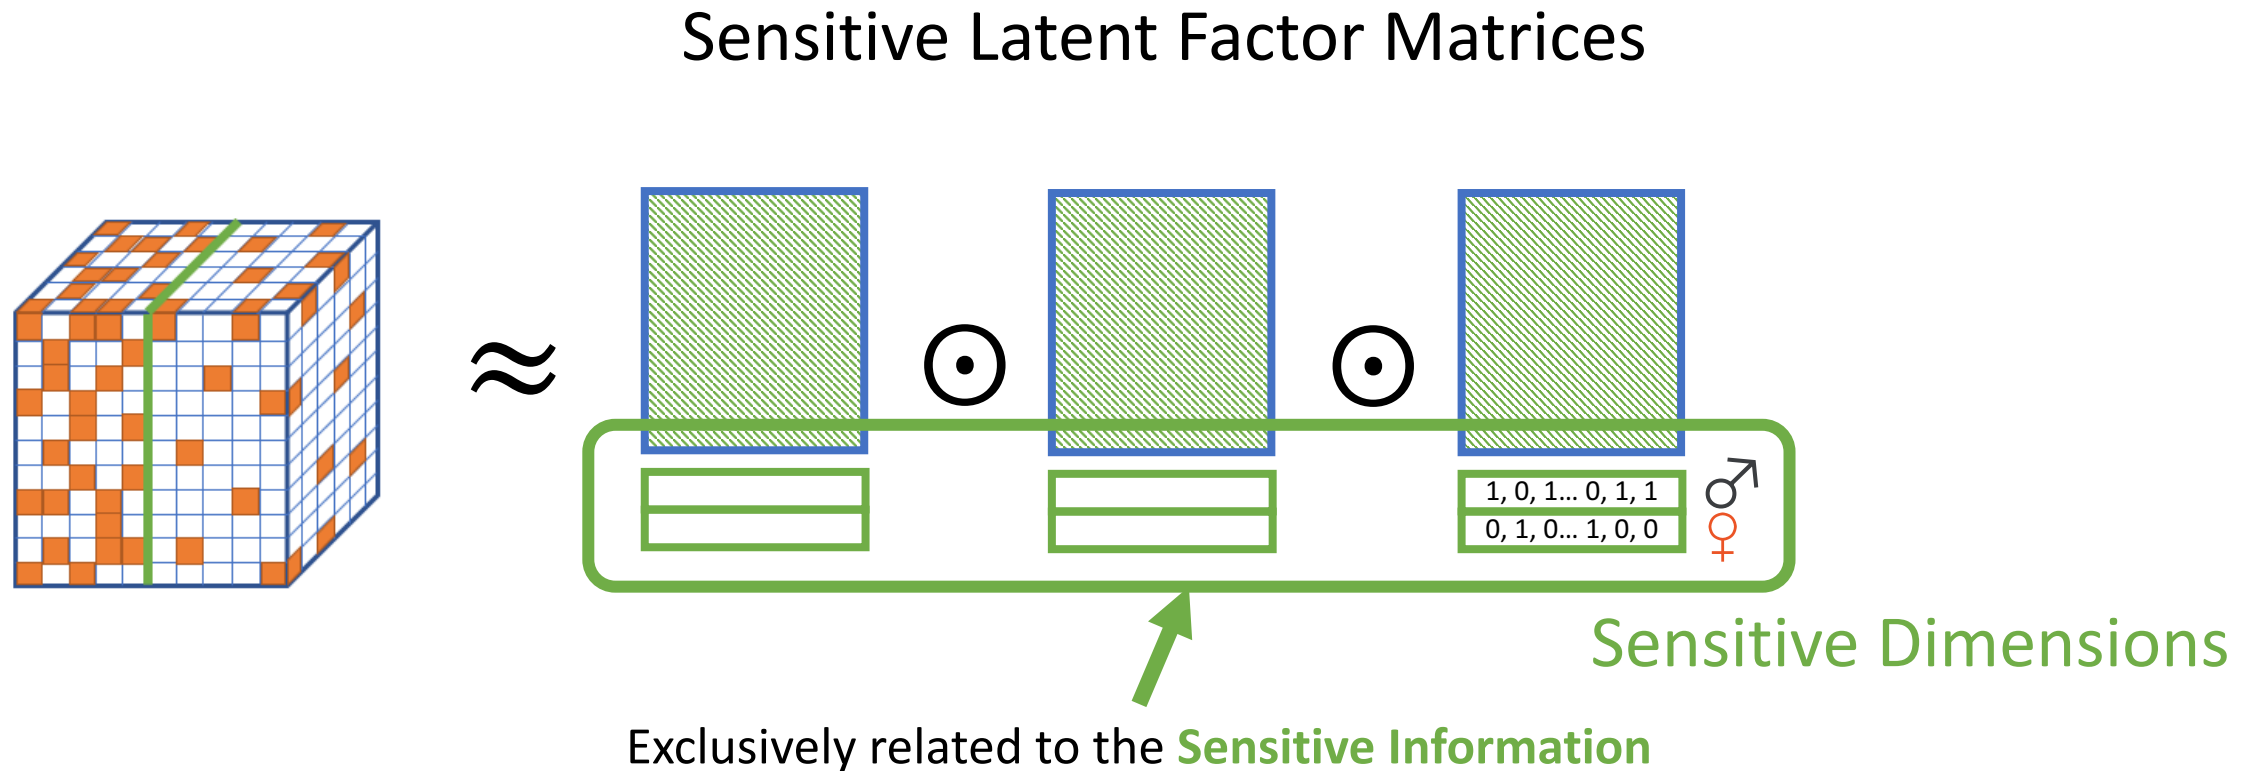 Sensitive Latent Factor Matrices
≈
⊙
⊙
1, 0, 1... 0, 1, 1
♂
0, 1, 0... 1, 0, 0
♀
Sensitive Dimensions
Exclusively related to the Sensitive Information